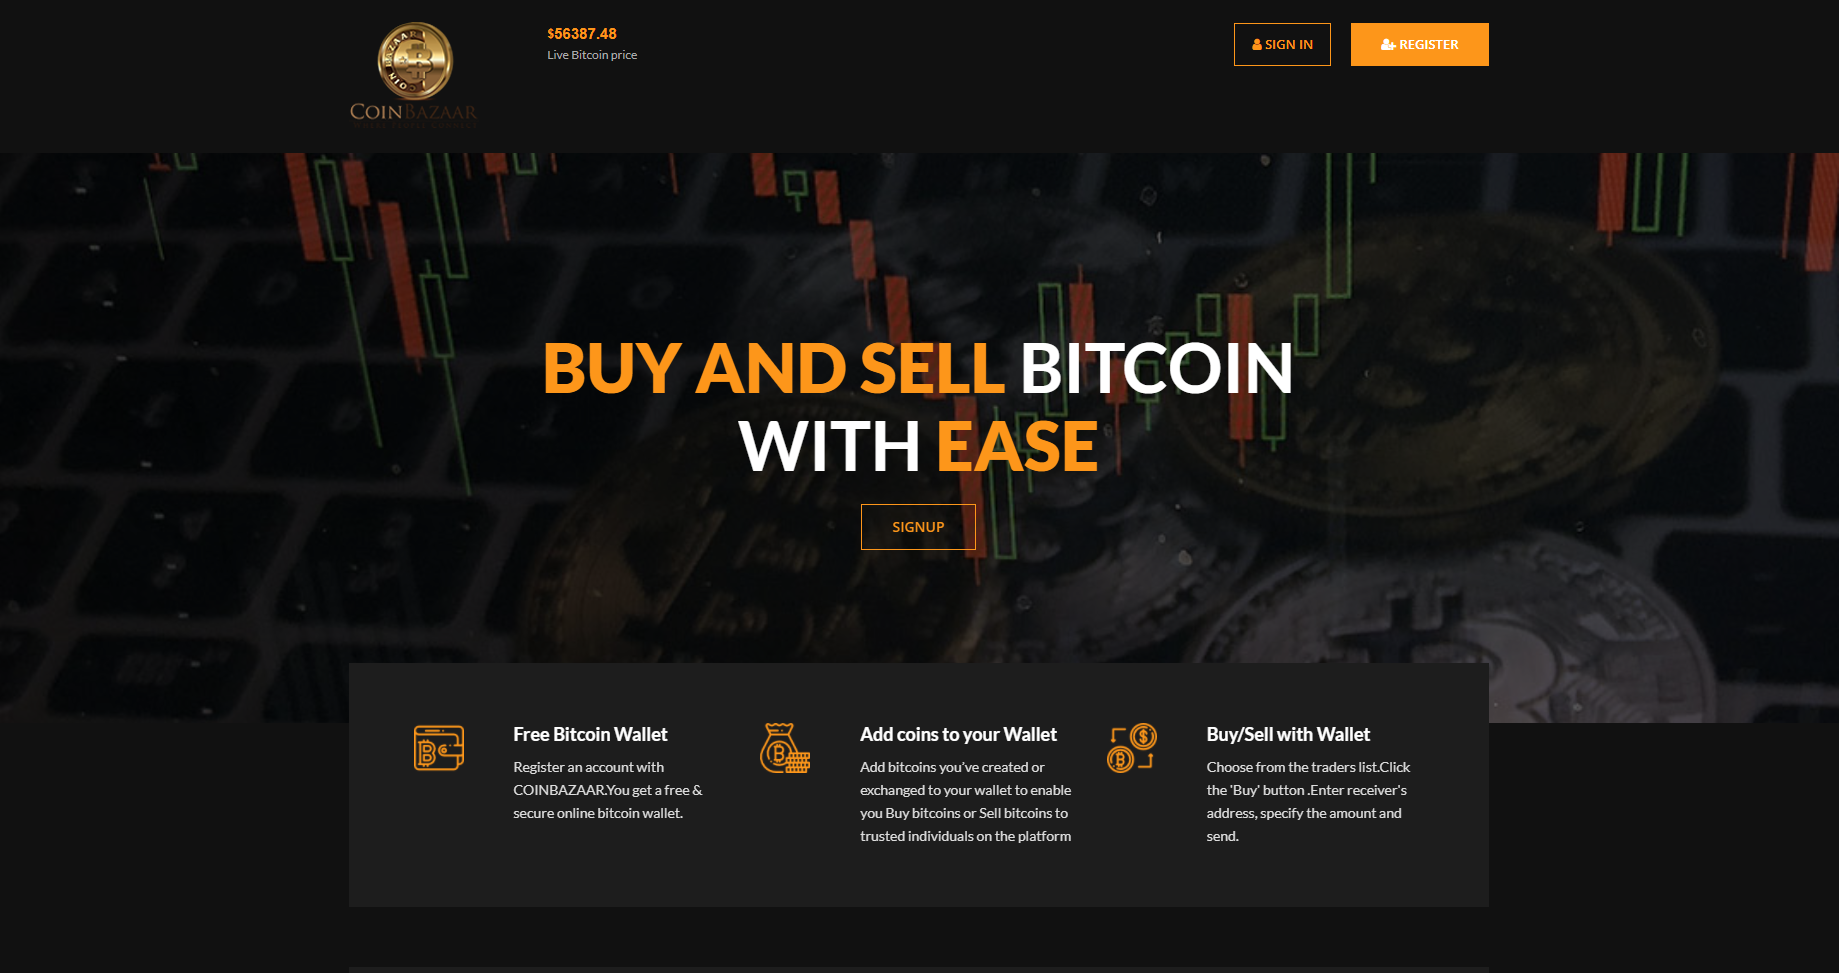 COIN BAZAAR
COINBAZAAR
$56387.48
Live Bitcoin price
SIGN IN
REGISTER
BUY AND SELL BITCOIN
WITH EASE
SIGNUP
Free Bitcoin Wallet
Register an account with
COINBAZAAR.You get a free &
secure online bitcoin wallet.
Add coins to your Wallet
Add bitcoins you've created or
exchanged to your wallet to enable
you Buy bitcoins or Sell bitcoins to
trusted individuals on the platform
Buy/Sell with Wallet
Choose from the traders list.Click
the 'Buy' button .Enter receiver's
address, specify the amount and
send.